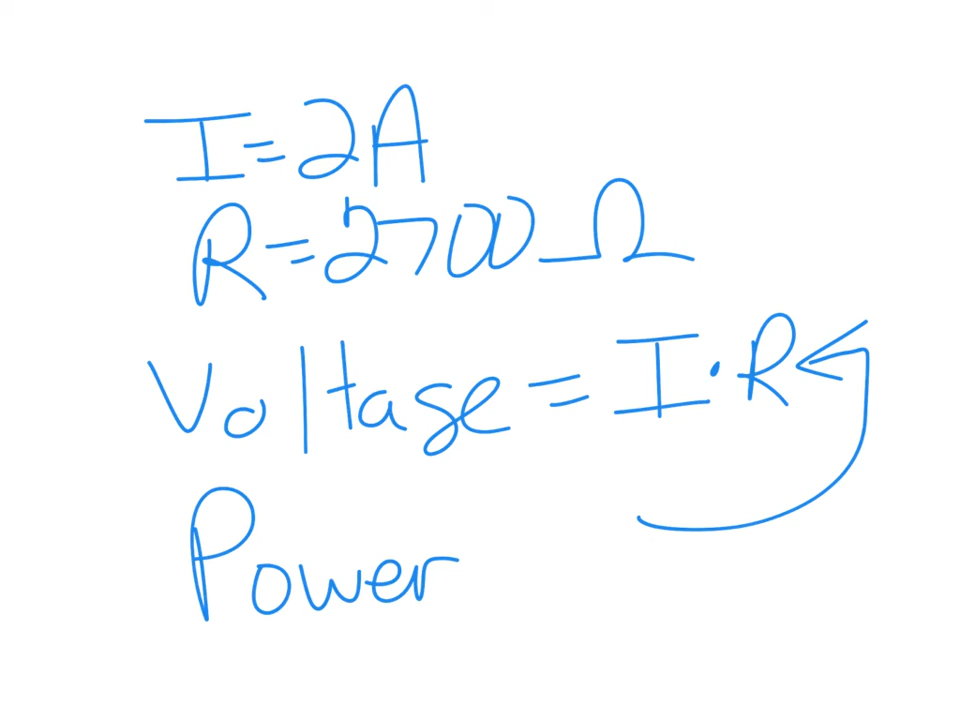 I=2A
R=2700Ω
Voltage=I·R
Power